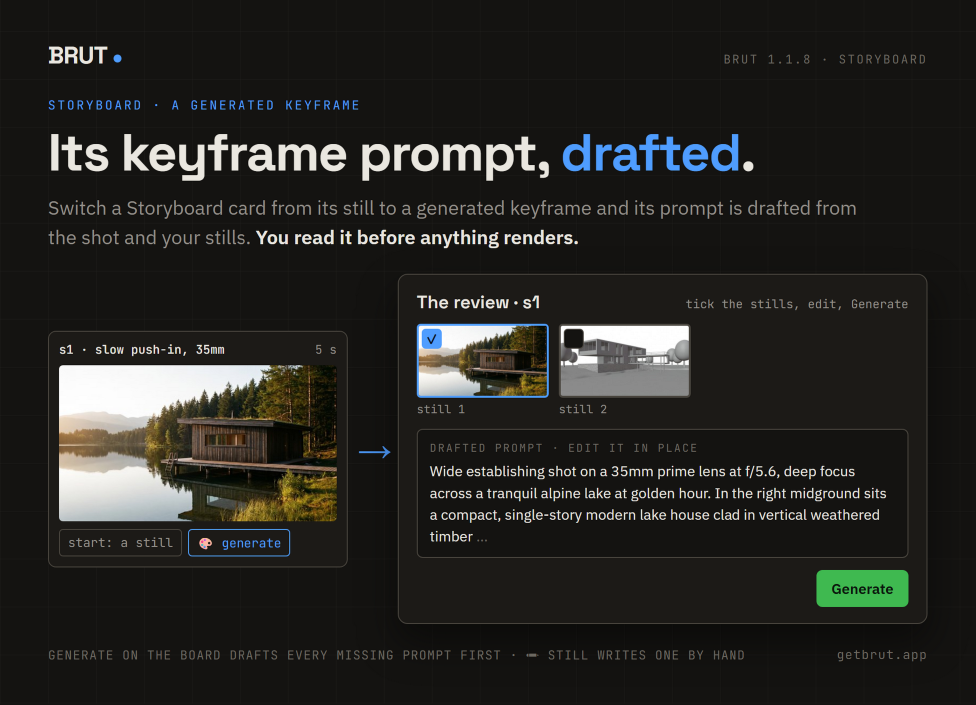 BRUT
BRUT 1.1.8 · STORYBOARD
STORYBOARD · A GENERATED KEYFRAME
Its keyframe prompt, drafted.
Switch a Storyboard card from its still to a generated keyframe and its prompt is drafted from
the shot and your stills. You read it before anything renders.
s1 · slow push-in, 35mm
5 s
start: a still
🎨 generate
→
The review · s1
tick the stills, edit, Generate
still 1
still 2
DRAFTED PROMPT · EDIT IT IN PLACE
Wide establishing shot on a 35mm prime lens at f/5.6, deep focus
across a tranquil alpine lake at golden hour. In the right midground sits
a compact, single-story modern lake house clad in vertical weathered
timber ...
Generate
GENERATE ON THE BOARD DRAFTS EVERY MISSING PROMPT FIRST · ✏ STILL WRITES ONE BY HAND
getbrut.app